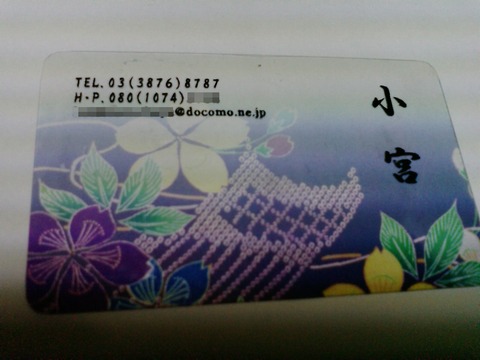 TEL.03(3876)8787
H・P.080(1074)
@docomo.ne.jp
小宮